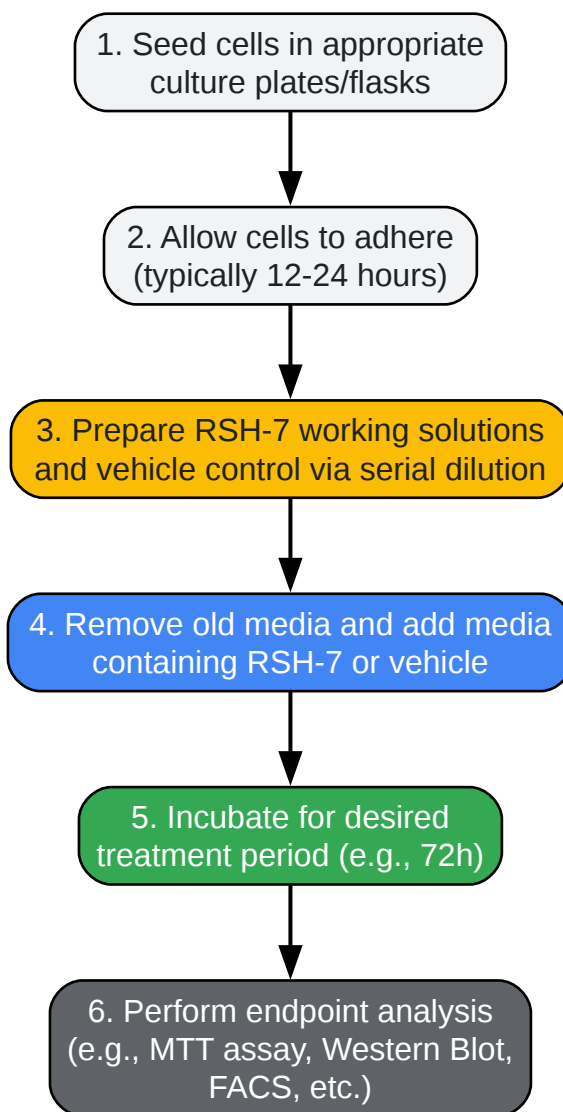 1. Seed cells in appropriate
culture plates/flasks
2. Allow cells to adhere
(typically 12-24 hours)
3. Prepare RSH-7 working solutions
and vehicle control via serial dilution
4. Remove old media and add media
containing RSH-7 or vehicle
5. Incubate for desired
treatment period (e.g., 72h)
6. Perform endpoint analysis
(e.g., MTT assay, Western Blot,
FACS, etc.)